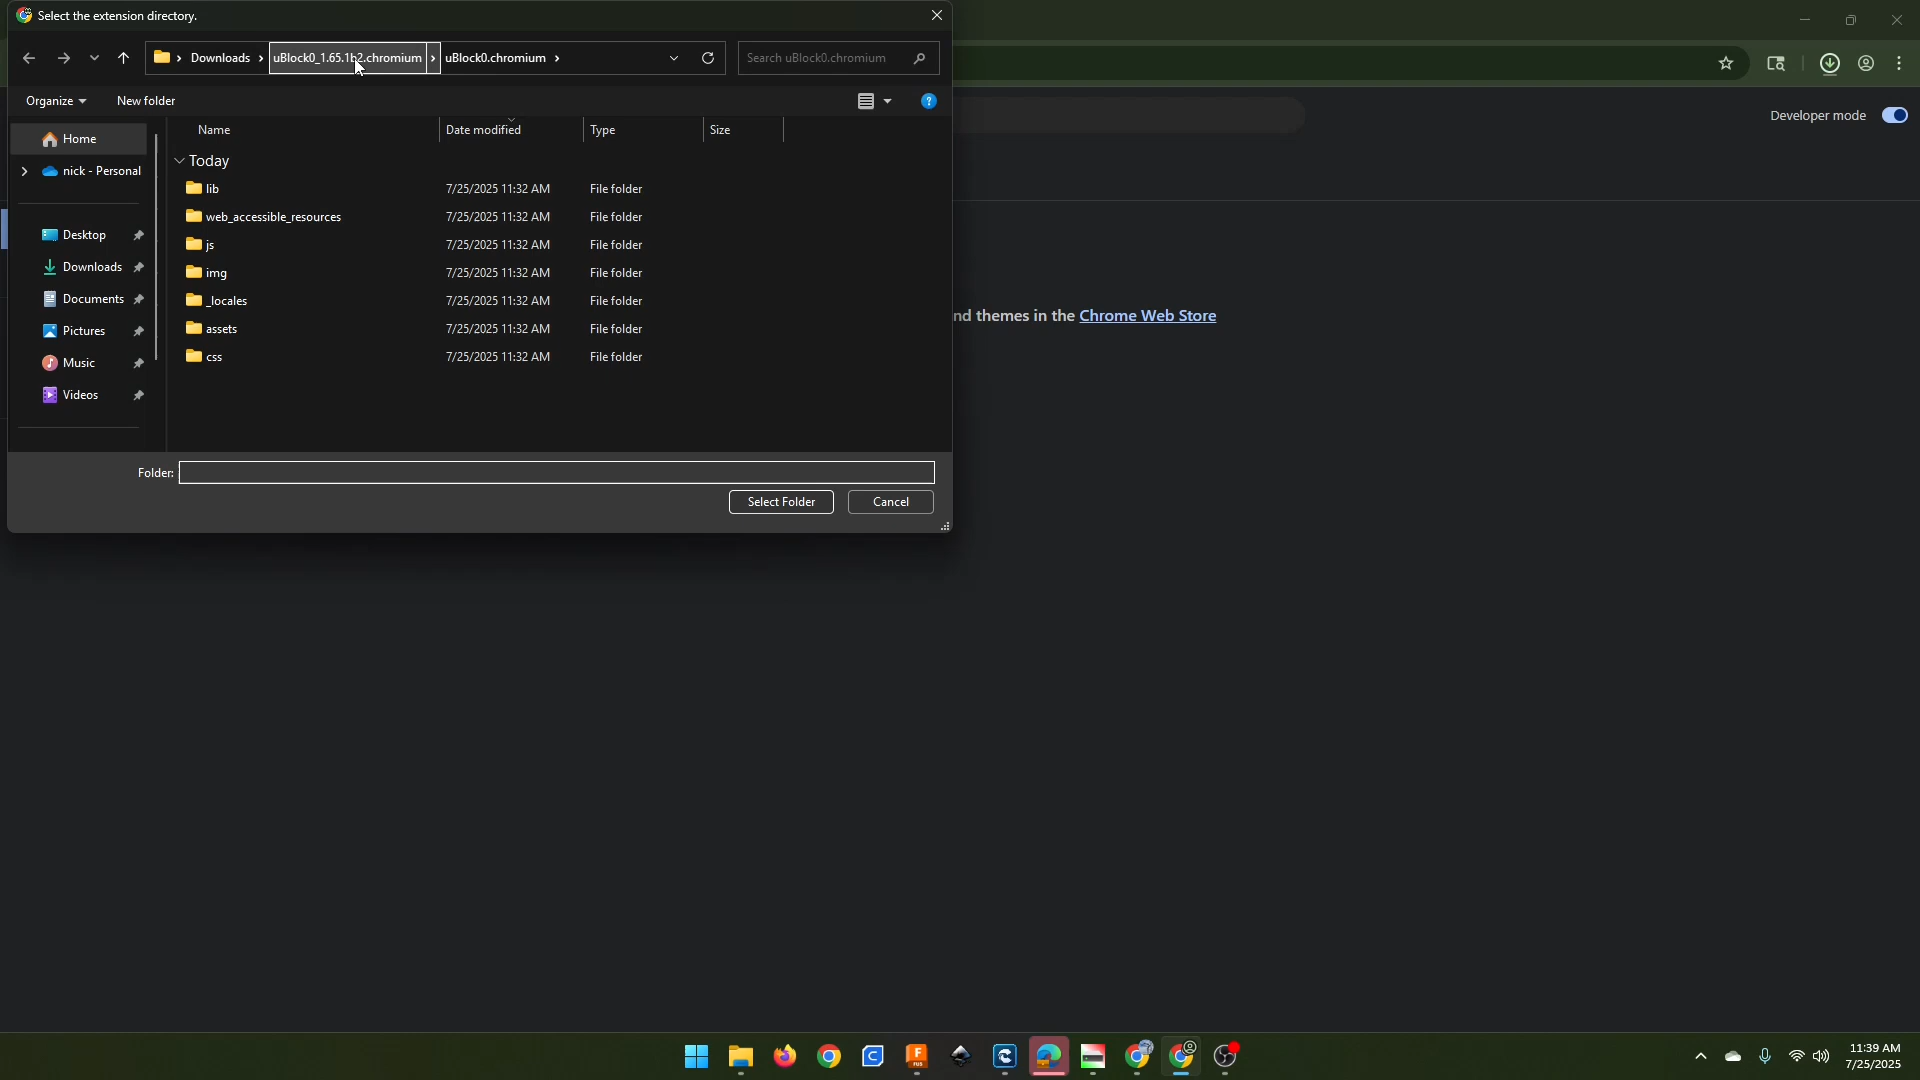 Select the extension directory.
Downloads
uBlock0_1.65.1b2.chromium
uBlock0.chromium
Search uBlock0.chromium
Organize
New folder
?
Developer mode
Home
nick - Personal
Desktop
Downloads
Documents
Pictures
Music
Videos
Name Date modified Type Size
Today
lib 7/25/2025 11:32 AM File folder
web_accessible_resources 7/25/2025 11:32 AM File folder
js 7/25/2025 11:32 AM File folder
img 7/25/2025 11:32 AM File folder
_locales 7/25/2025 11:32 AM File folder
assets 7/25/2025 11:32 AM File folder
css 7/25/2025 11:32 AM File folder
nd themes in the Chrome Web Store
Folder:
Select Folder
Cancel
11:39 AM
7/25/2025